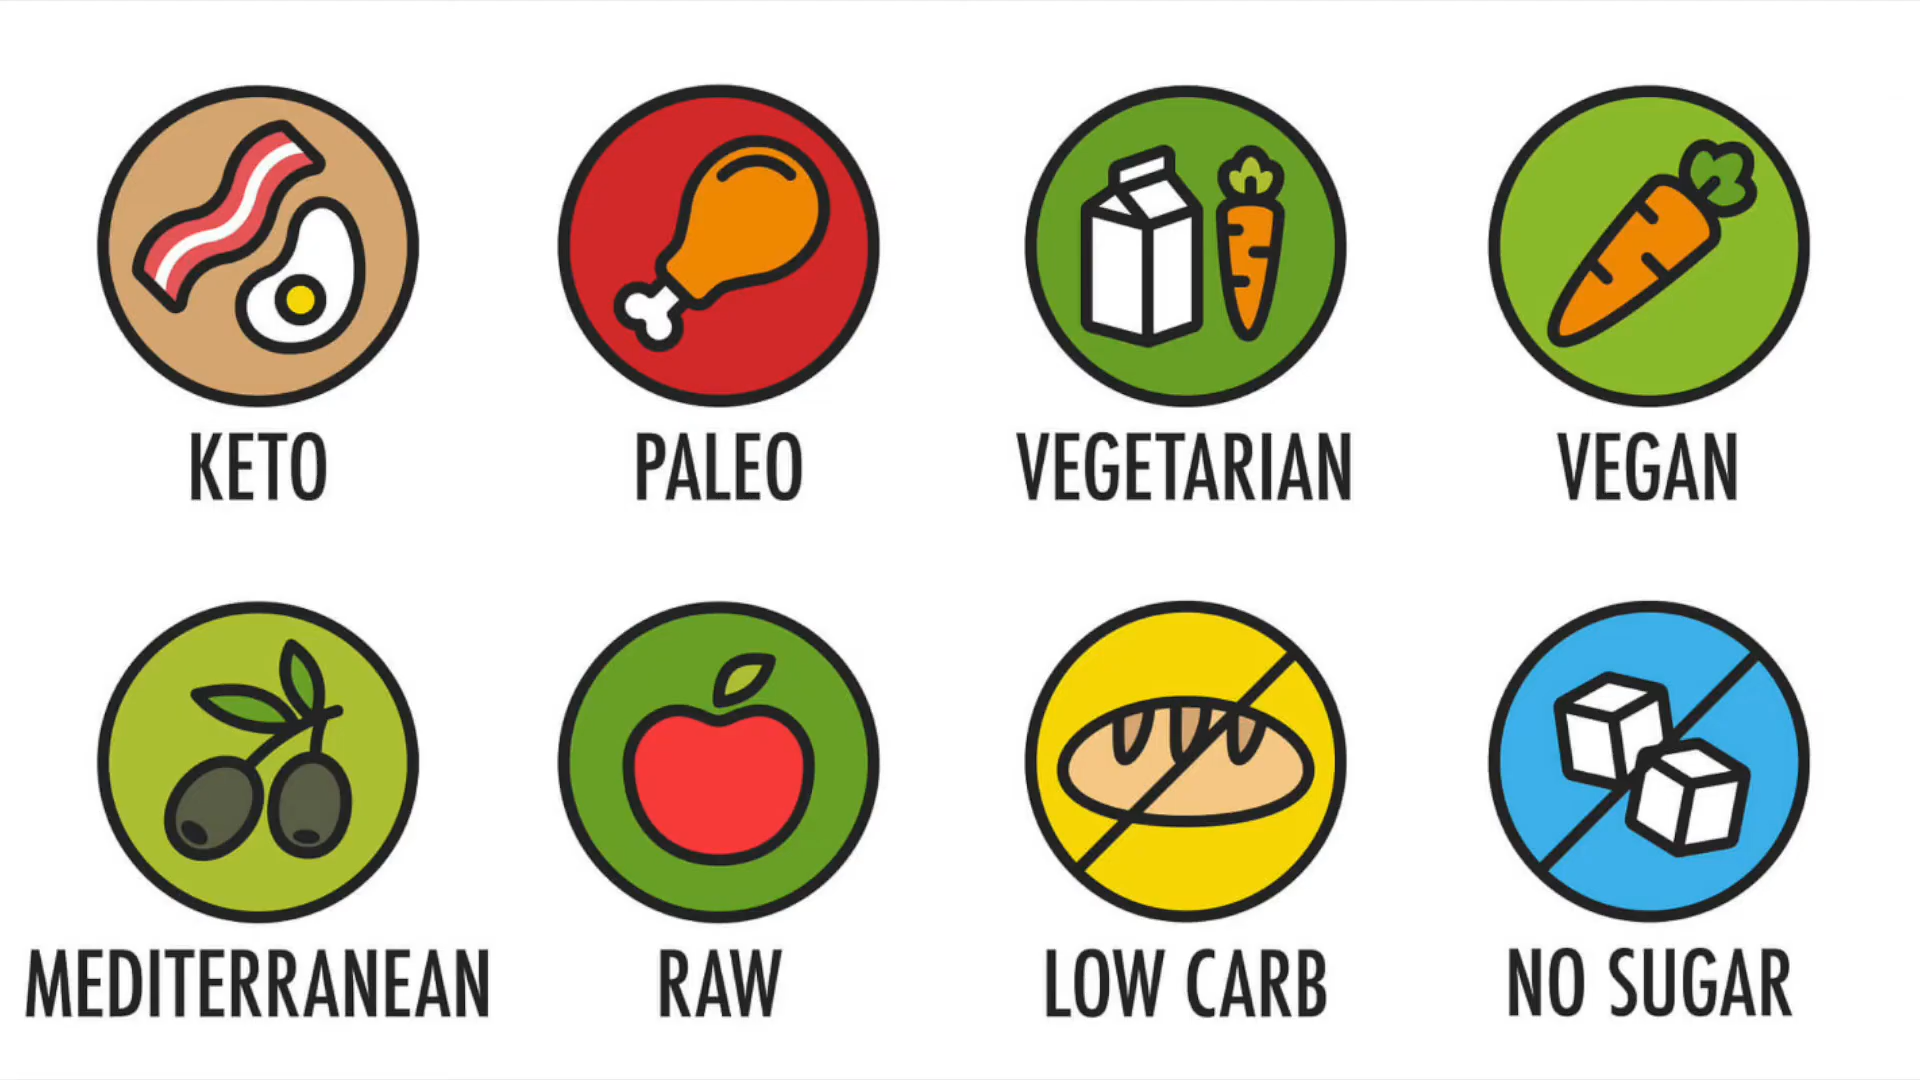 KETO
PALEO
VEGETARIAN
VEGAN
MEDITERRANEAN
RAW
LOW CARB
NO SUGAR